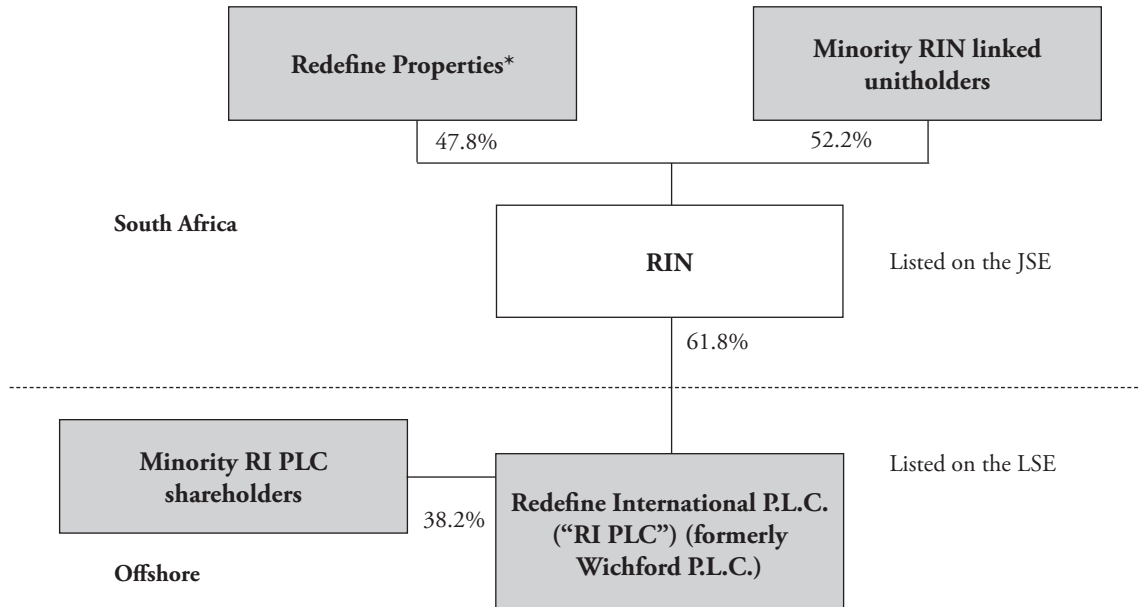 Redefine Properties*
Minority RIN linked
unitholders
47.8%
52.2%
South Africa
RIN
Listed on the JSE
61.8%
Minority RI PLC
shareholders
38.2%
Redefine International P.L.C.
(“RI PLC”) (formerly
Wichford P.L.C.)
Listed on the LSE
Offshore